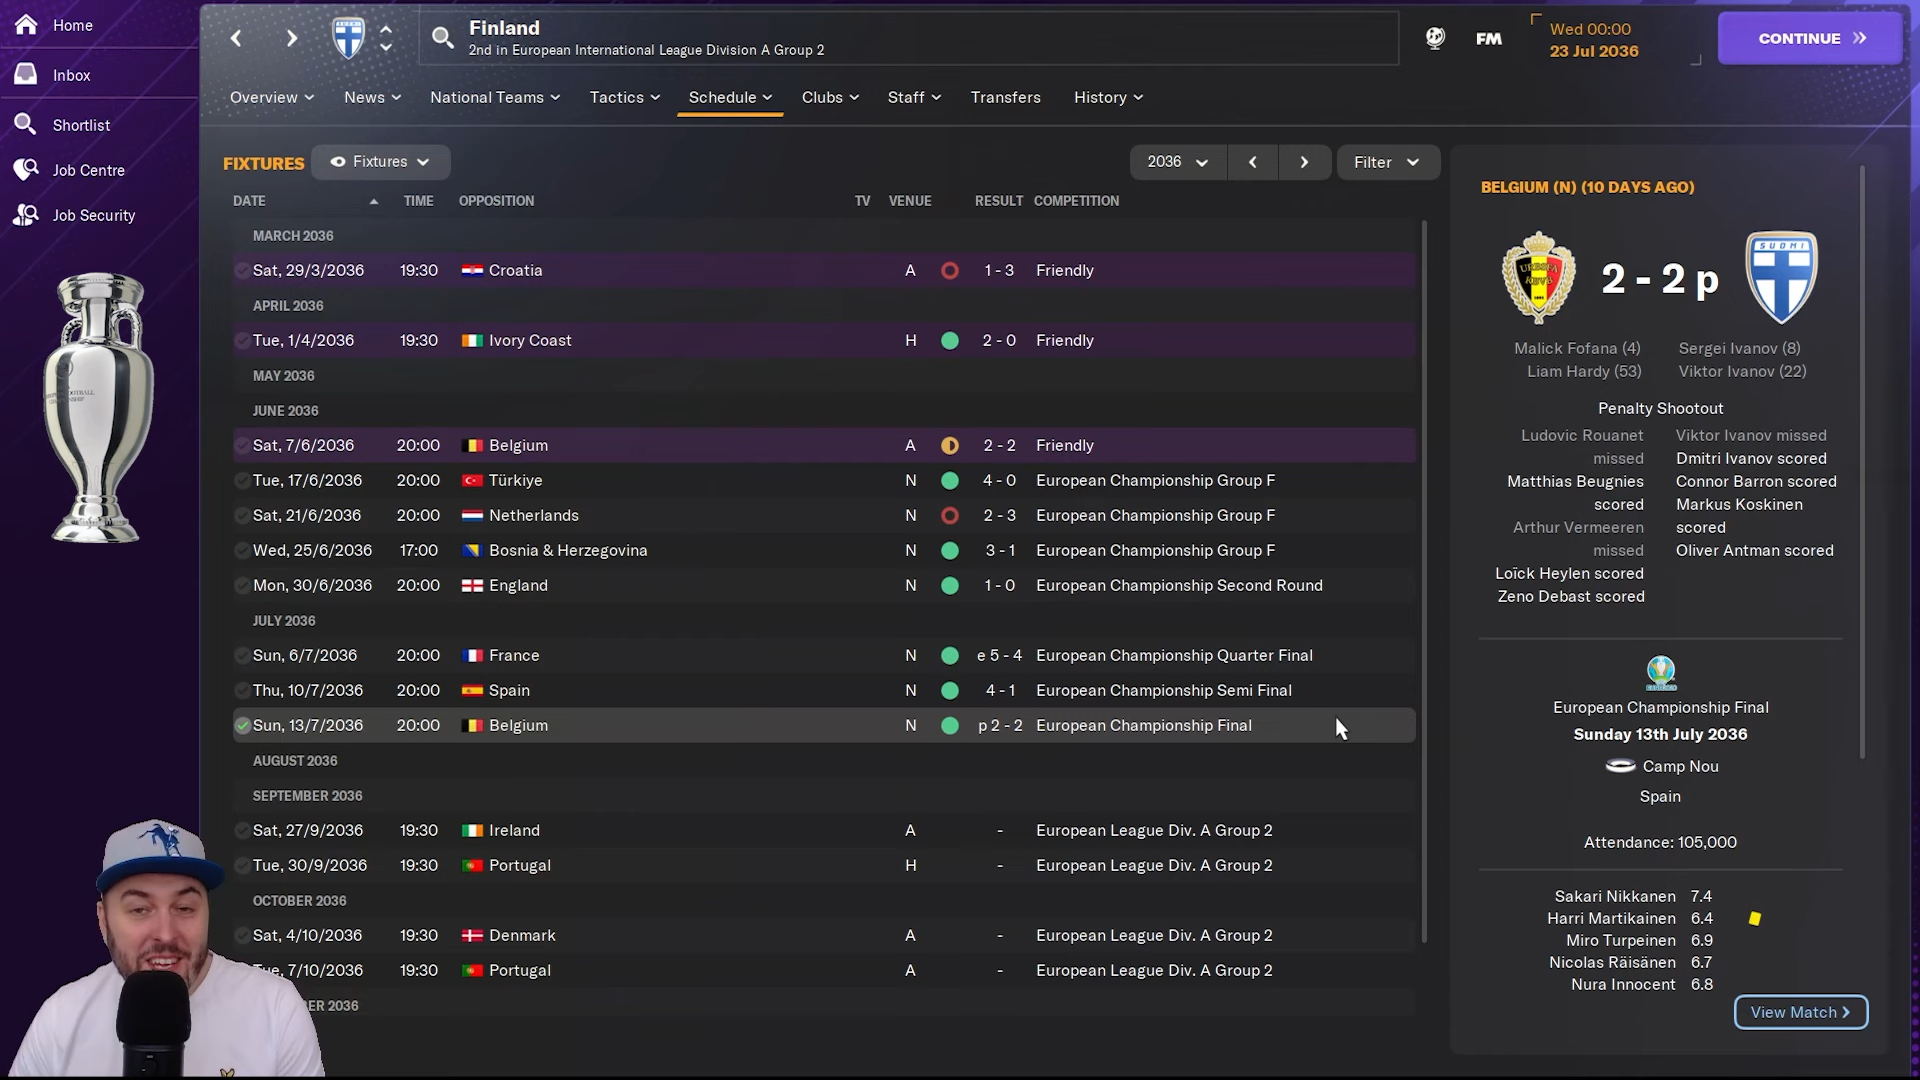 Home
Inbox
Shortlist
Job Centre
Job Security
Finland
2nd in European International League Division A Group 2
FM
Wed 00:00
23 Jul 2036
CONTINUE
Overview
News
National Teams
Tactics
Schedule
Clubs
Staff
Transfers
History
FIXTURES
Fixtures
2036
Filter
DATE TIME OPPOSITION TV VENUE RESULT COMPETITION
MARCH 2036
Sat, 29/3/2036 19:30 Croatia A 1 - 3 Friendly
APRIL 2036
Tue, 1/4/2036 19:30 Ivory Coast H 2 - 0 Friendly
MAY 2036
JUNE 2036
Sat, 7/6/2036 20:00 Belgium A 2 - 2 Friendly
Tue, 17/6/2036 20:00 Türkiye N 4 - 0 European Championship Group F
Sat, 21/6/2036 20:00 Netherlands N 2 - 3 European Championship Group F
Wed, 25/6/2036 17:00 Bosnia & Herzegovina N 3 - 1 European Championship Group F
Mon, 30/6/2036 20:00 England N 1 - 0 European Championship Second Round
JULY 2036
Sun, 6/7/2036 20:00 France N e 5 - 4 European Championship Quarter Final
Thu, 10/7/2036 20:00 Spain N 4 - 1 European Championship Semi Final
Sun, 13/7/2036 20:00 Belgium N p 2 - 2 European Championship Final
AUGUST 2036
SEPTEMBER 2036
Sat, 27/9/2036 19:30 Ireland A - European League Div. A Group 2
Tue, 30/9/2036 19:30 Portugal H - European League Div. A Group 2
OCTOBER 2036
Sat, 4/10/2036 19:30 Denmark A - European League Div. A Group 2
Tue, 7/10/2036 19:30 Portugal A - European League Div. A Group 2
BER 2036
BELGIUM (N) (10 DAYS AGO)
SUOMI
2 - 2 p
Malick Fofana (4) Sergei Ivanov (8)
Liam Hardy (53) Viktor Ivanov (22)
Penalty Shootout
Ludovic Rouanet
missed
Matthias Beugnies
scored
Arthur Vermeeren
missed
Loïck Heylen scored
Zeno Debast scored
Viktor Ivanov missed
Dmitri Ivanov scored
Connor Barron scored
Markus Koskinen
scored
Oliver Antman scored
European Championship Final
Sunday 13th July 2036
Camp Nou
Spain
Attendance: 105,000
Sakari Nikkanen 7.4
Harri Martikainen 6.4
Miro Turpeinen 6.9
Nicolas Räisänen 6.7
Nura Innocent 6.8
View Match